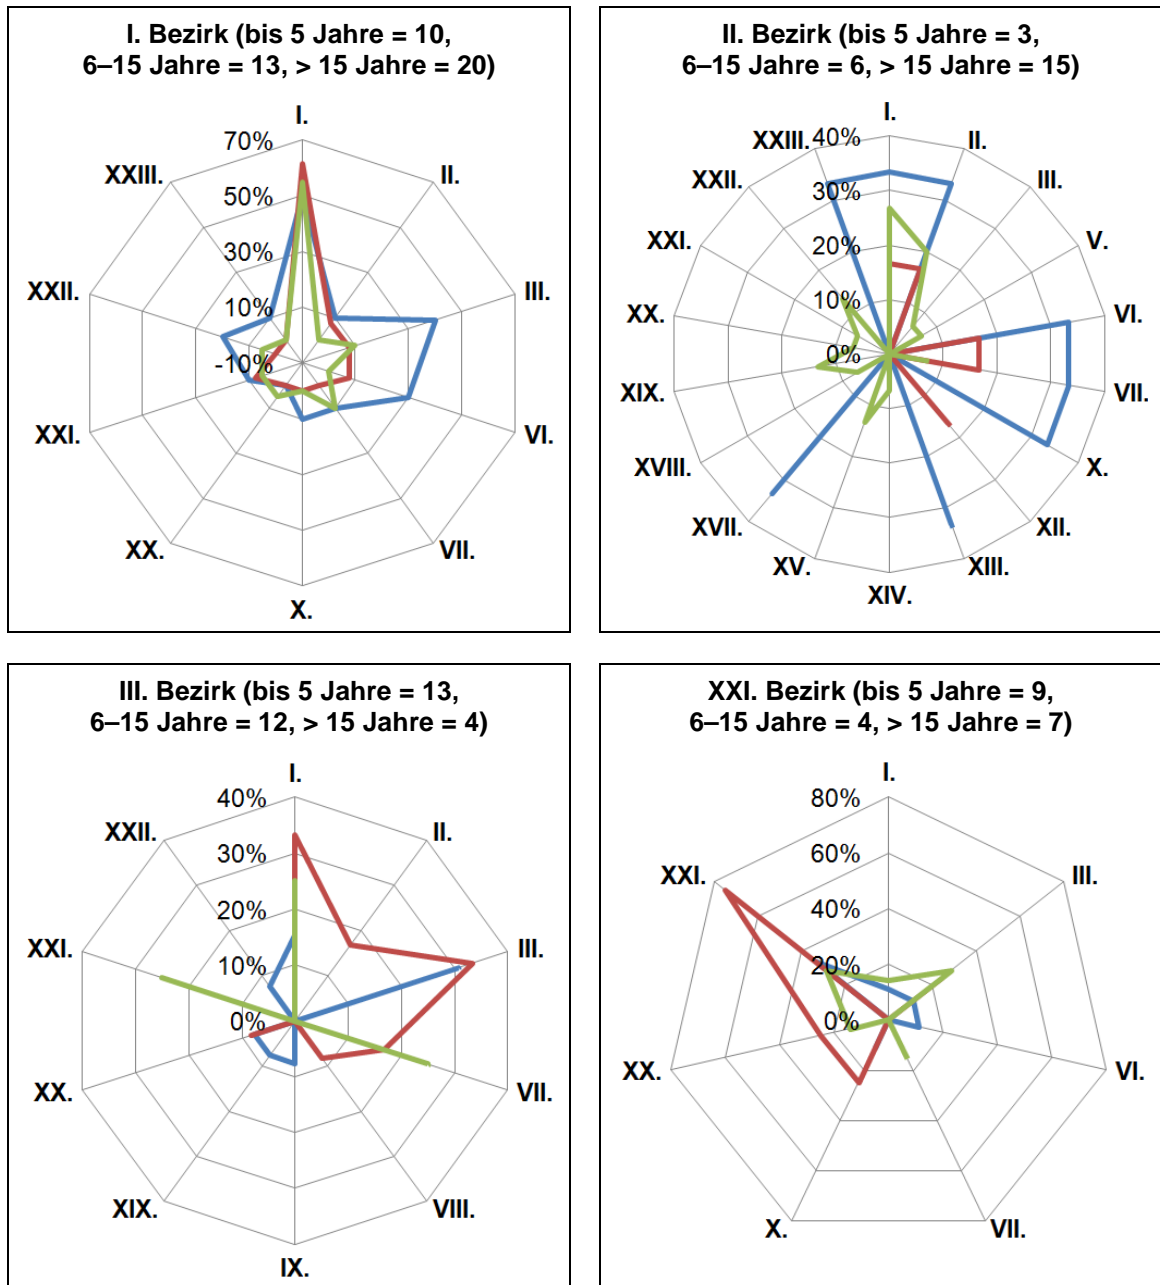 I. Bezirk (bis 5 Jahre = 10,
6–15 Jahre = 13, > 15 Jahre = 20)
I.
70%
XXIII.
II.
50%
30%
XXII.
III.
10%
-10%
XXI.
VI.
XX.
VII.
X.
II. Bezirk (bis 5 Jahre = 3,
6–15 Jahre = 6, > 15 Jahre = 15)
I.
40%
XXIII.
II.
XXII.
III.
30%
XXI.
V.
20%
XX.
VI.
10%
0%
XIX.
VII.
XVIII.
X.
XVII.
XII.
XV.
XIII.
XIV.
III. Bezirk (bis 5 Jahre = 13,
6–15 Jahre = 12, > 15 Jahre = 4)
I.
40%
XXII.
II.
30%
20%
XXI.
III.
10%
0%
XX.
VII.
XIX.
VIII.
IX.
XXI. Bezirk (bis 5 Jahre = 9,
6–15 Jahre = 4, > 15 Jahre = 7)
I.
80%
60%
XXI.
III.
40%
20%
0%
XX.
VI.
X.
VII.